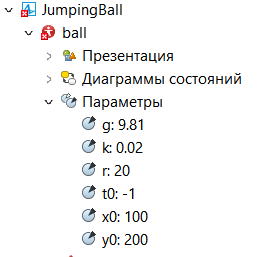 JumpingBall
ball
Презентация
Диаграммы состояний
Параметры
g: 9.81
k: 0.02
r: 20
t0: -1
x0: 100
y0: 200